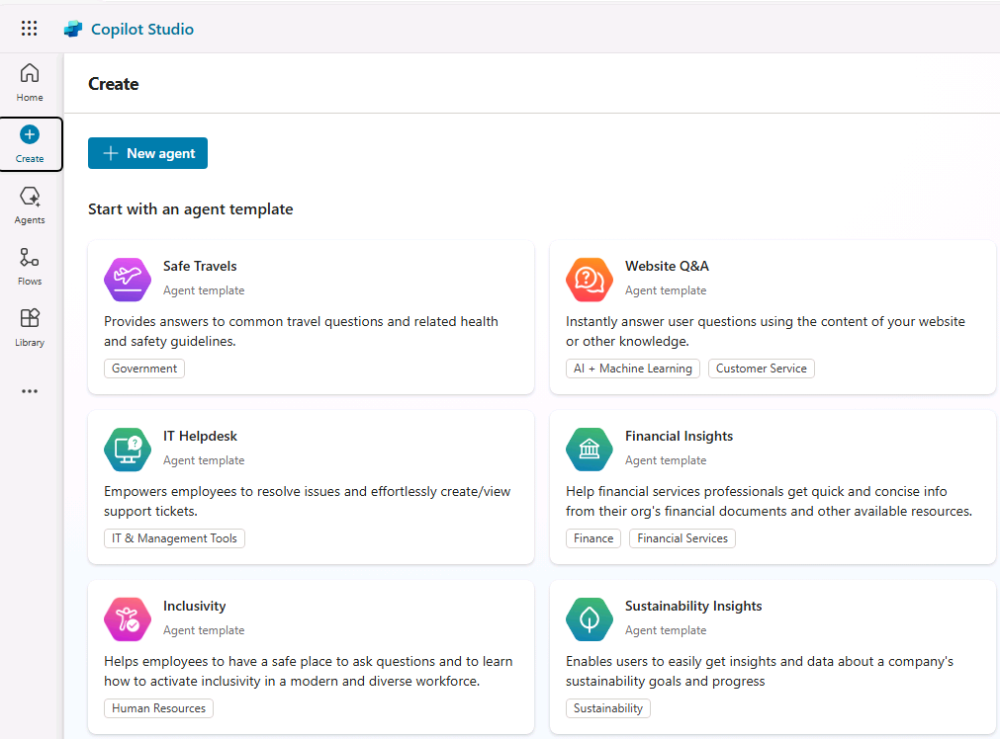 Copilot Studio
Home
Create
Agents
Flows
Library
Create
New agent
Start with an agent template
Safe Travels
Agent template
Provides answers to common travel questions and related health
and safety guidelines.
Government
Website Q&A
Agent template
Instantly answer user questions using the content of your website
or other knowledge.
AI + Machine Learning
Customer Service
IT Helpdesk
Agent template
Empowers employees to resolve issues and effortlessly create/view
support tickets.
IT & Management Tools
Financial Insights
Agent template
Help financial services professionals get quick and concise info
from their org's financial documents and other available resources.
Finance
Financial Services
Inclusivity
Agent template
Helps employees to have a safe place to ask questions and to learn
how to activate inclusivity in a modern and diverse workforce.
Human Resources
Sustainability Insights
Agent template
Enables users to easily get insights and data about a company's
sustainability goals and progress
Sustainability